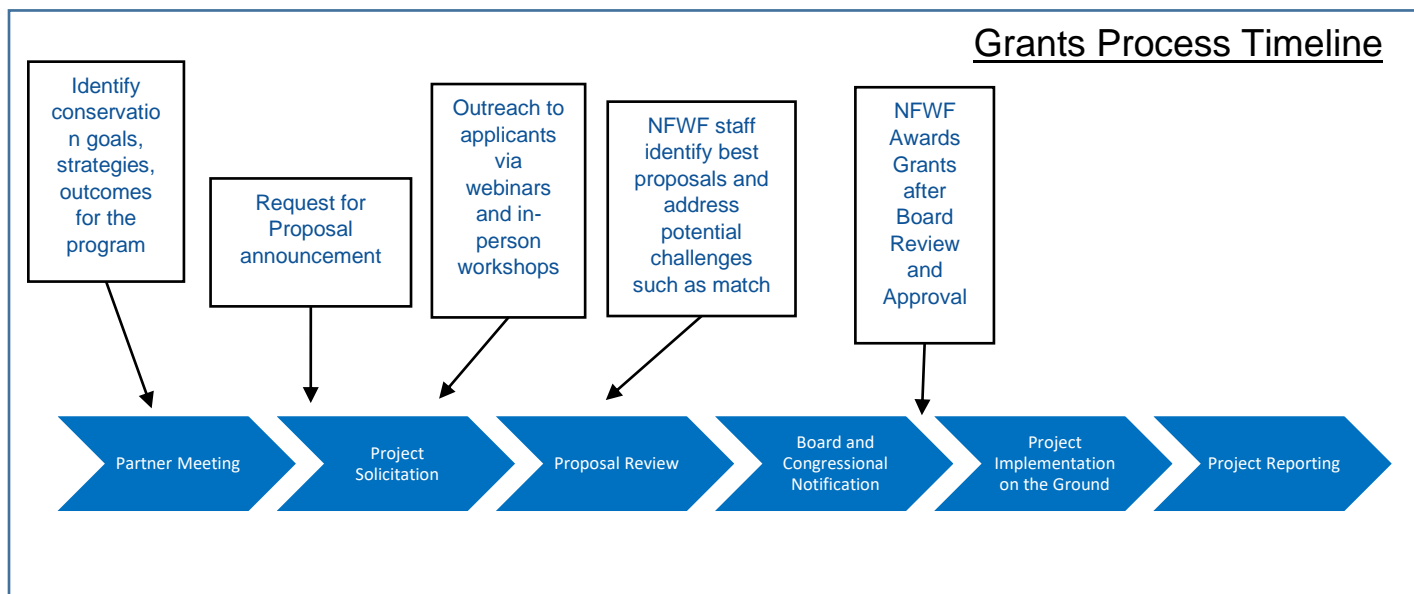 Grants Process Timeline
Identify
conservatio
n goals,
strategies,
outcomes
for the
program
Request for
Proposal
announcement
Outreach to
applicants
via
webinars
and in-
person
workshops
NFWF staff
identify best
proposals and
address
potential
challenges
such as match
NFWF
Awards
Grants
after
Board
Review
and
Approval
Partner Meeting
Project
Solicitation
Proposal Review
Board and
Congressional
Notification
Project
Implementation
on the Ground
Project Reporting